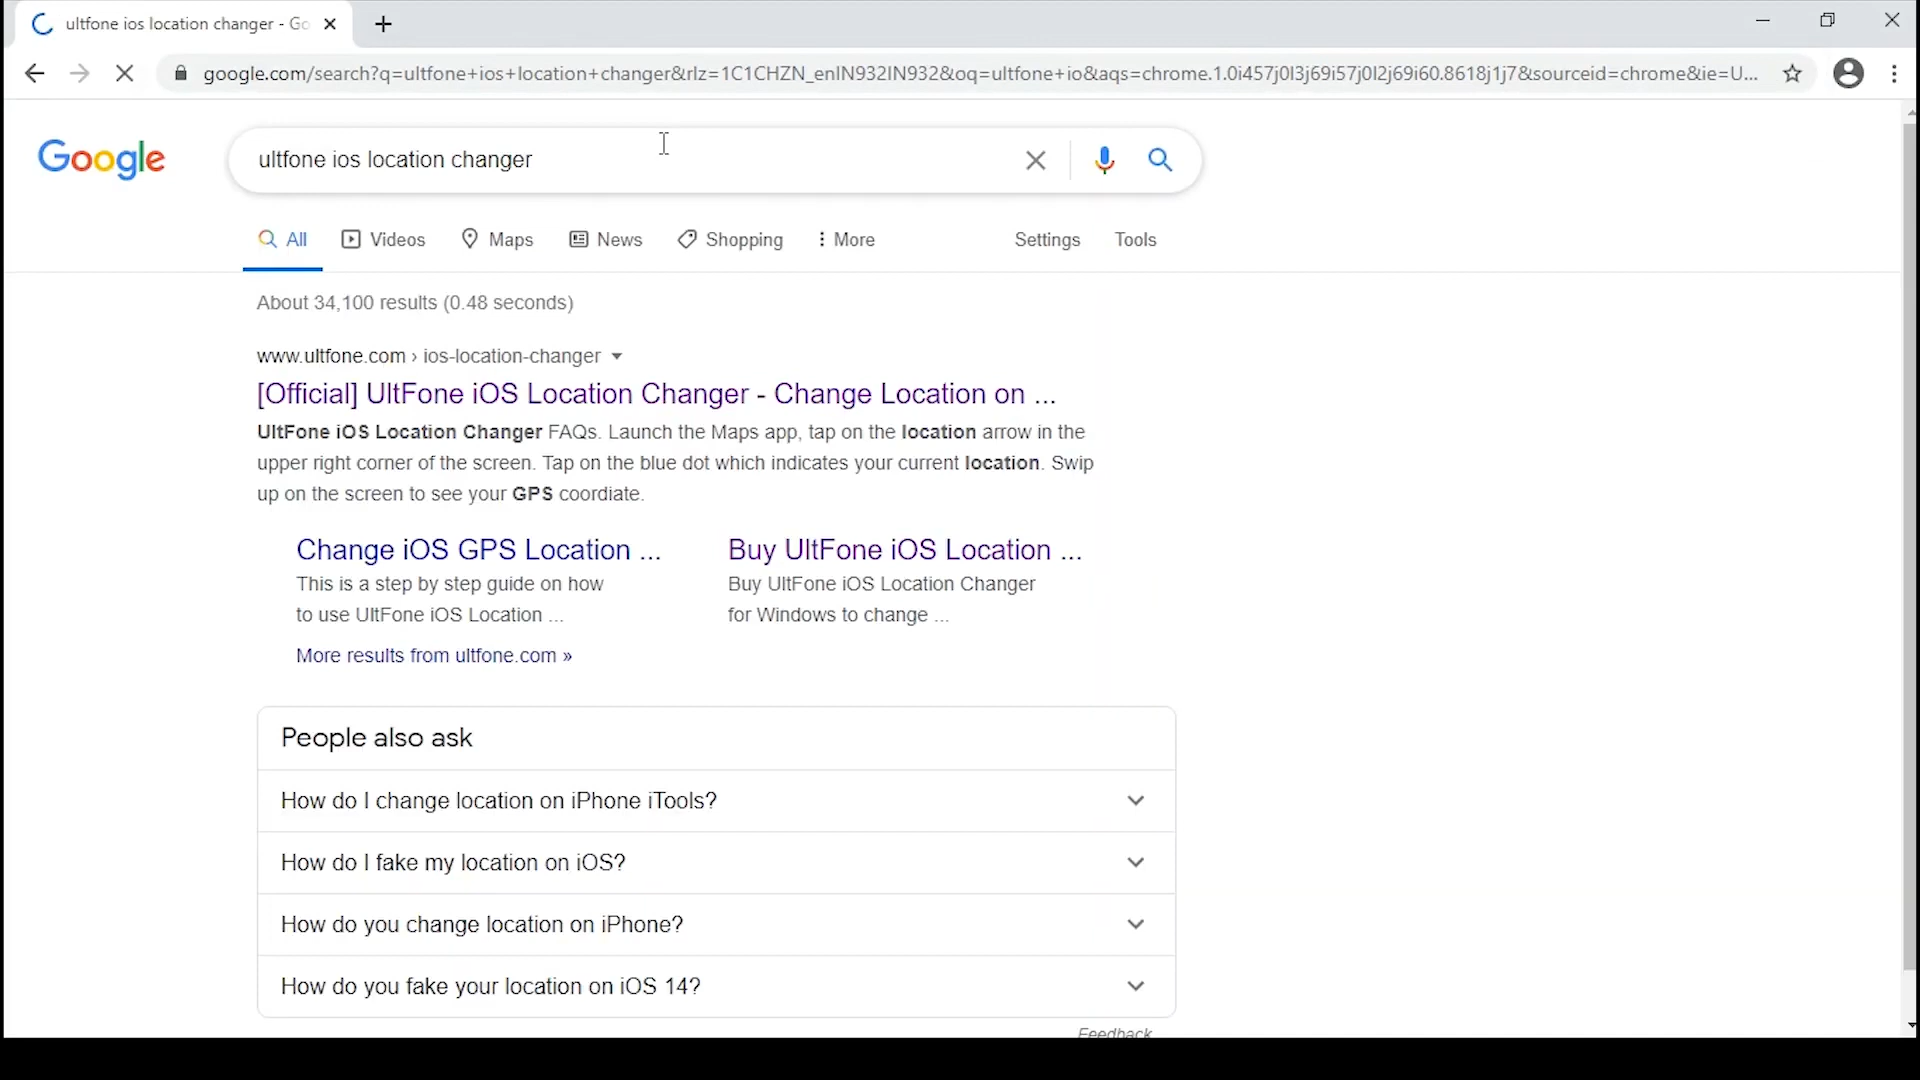 ultfone ios location changer - Go
google.com/search?q=ultfone+ios+location+changer&rlz=1C1CHZN_enIN932IN932&oq=ultfone+io&aqs=chrome.1.0i457j0l3j69i57j0l2j69i60.8618j1j7&sourceid=chrome&ie=U...
Google
ultfone ios location changer
All Videos Maps News Shopping More Settings Tools
About 34,100 results (0.48 seconds)
www.ultfone.com › ios-location-changer
[Official] UltFone iOS Location Changer - Change Location on ...
UltFone iOS Location Changer FAQs. Launch the Maps app, tap on the location arrow in the
upper right corner of the screen. Tap on the blue dot which indicates your current location. Swip
up on the screen to see your GPS coordiate.
Change iOS GPS Location ... Buy UltFone iOS Location ...
This is a step by step guide on how Buy UltFone iOS Location Changer
to use UltFone iOS Location ... for Windows to change ...
More results from ultfone.com »
People also ask
How do I change location on iPhone iTools?
How do I fake my location on iOS?
How do you change location on iPhone?
How do you fake your location on iOS 14?
Feedback